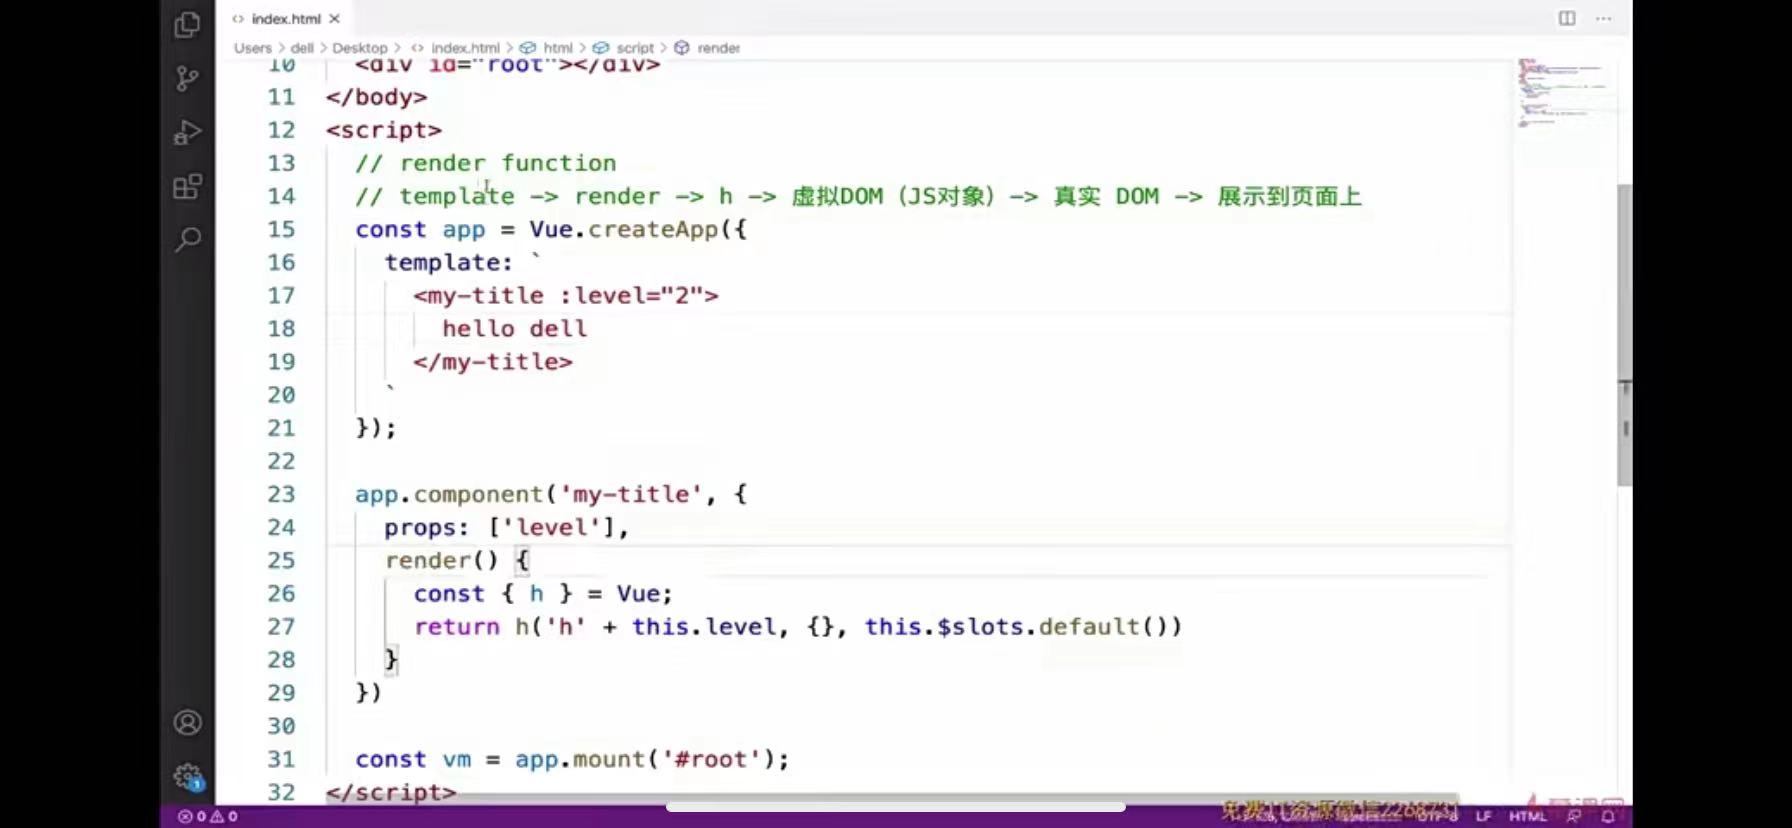 index.html
Users > dell > Desktop > index.html > html > script > render
10 <div id="root"></div>
11 </body>
12 <script>
13 // render function
14 // template -> render -> h -> 虚拟DOM（JS对象）-> 真实 DOM -> 展示到页面上
15 const app = Vue.createApp({
16 template: `
17 <my-title :level="2">
18 hello dell
19 </my-title>
20 `
21 });
22
23 app.component('my-title', {
24 props: ['level'],
25 render() {
26 const { h } = Vue;
27 return h('h' + this.level, {}, this.$slots.default())
28 }
29 })
30
31 const vm = app.mount('#root');
32 </script>
1
0 0
UTF-8 LF HTML